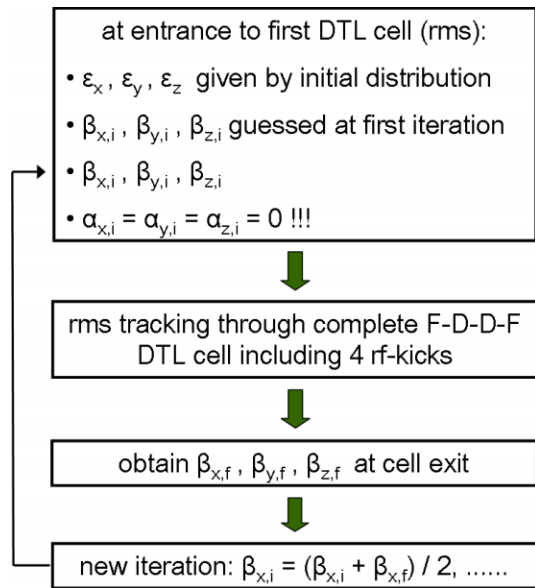 at entrance to first DTL cell (rms):
• εx , εy , εz given by initial distribution
• βx,i , βy,i , βz,i guessed at first iteration
• βx,i , βy,i , βz,i
• αx,i = αy,i = αz,i = 0 !!!
rms tracking through complete F-D-D-F
DTL cell including 4 rf-kicks
obtain βx,f , βy,f , βz,f at cell exit
new iteration: βx,i = (βx,i + βx,f) / 2, ......